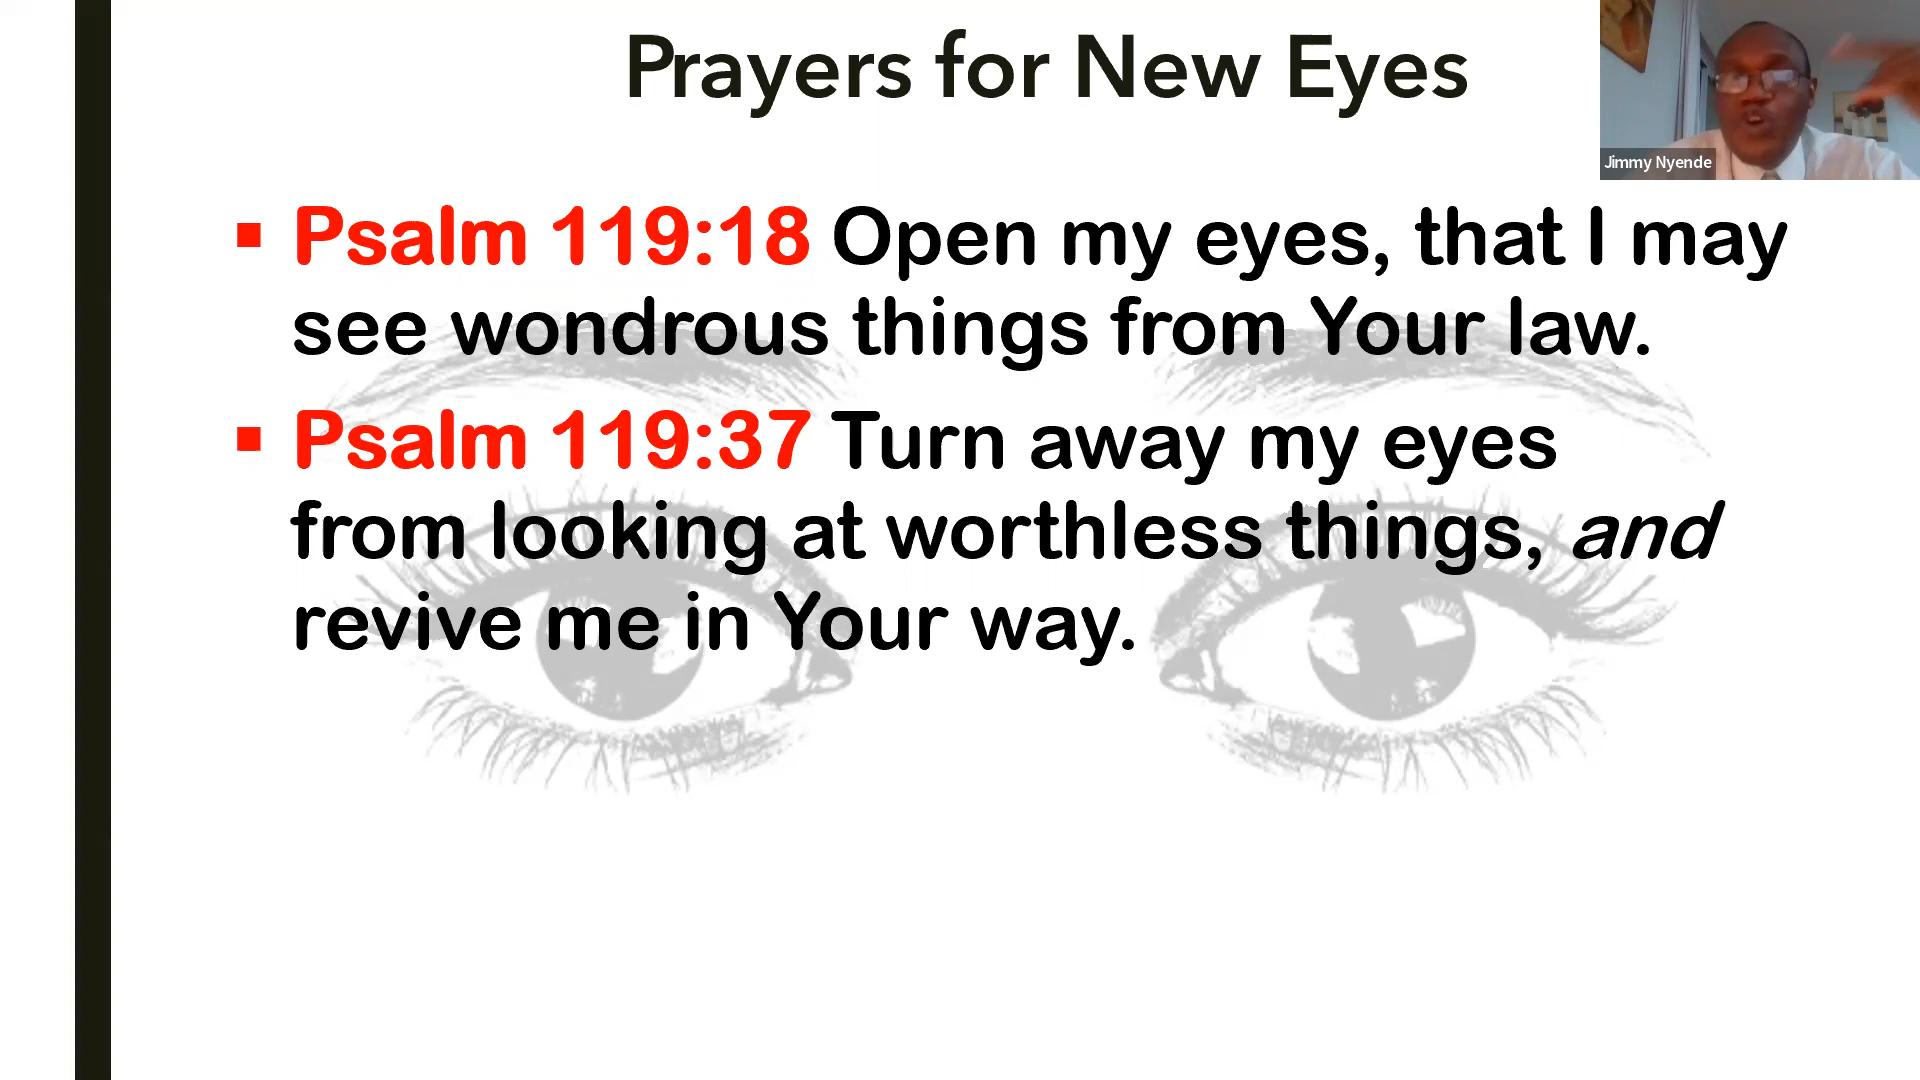 Prayers for New Eyes
Jimmy Nyende
▪ Psalm 119:18 Open my eyes, that I may
see wondrous things from Your law.
▪ Psalm 119:37 Turn away my eyes
from looking at worthless things, and
revive me in Your way.